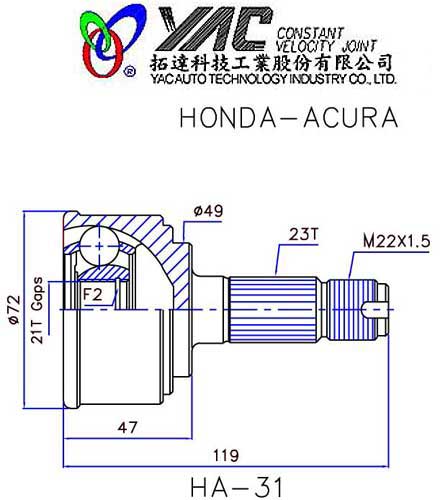 YAC CONSTANT
VELOCITY JOINT
®
拓達科技工業股份有限公司
YAC AUTO TECHNOLOGY INDUSTRY CO., LTD.
HONDA-ACURA
ø49
23T
M22X1.5
F2
ø72
21T Gaps
47
119
HA-31